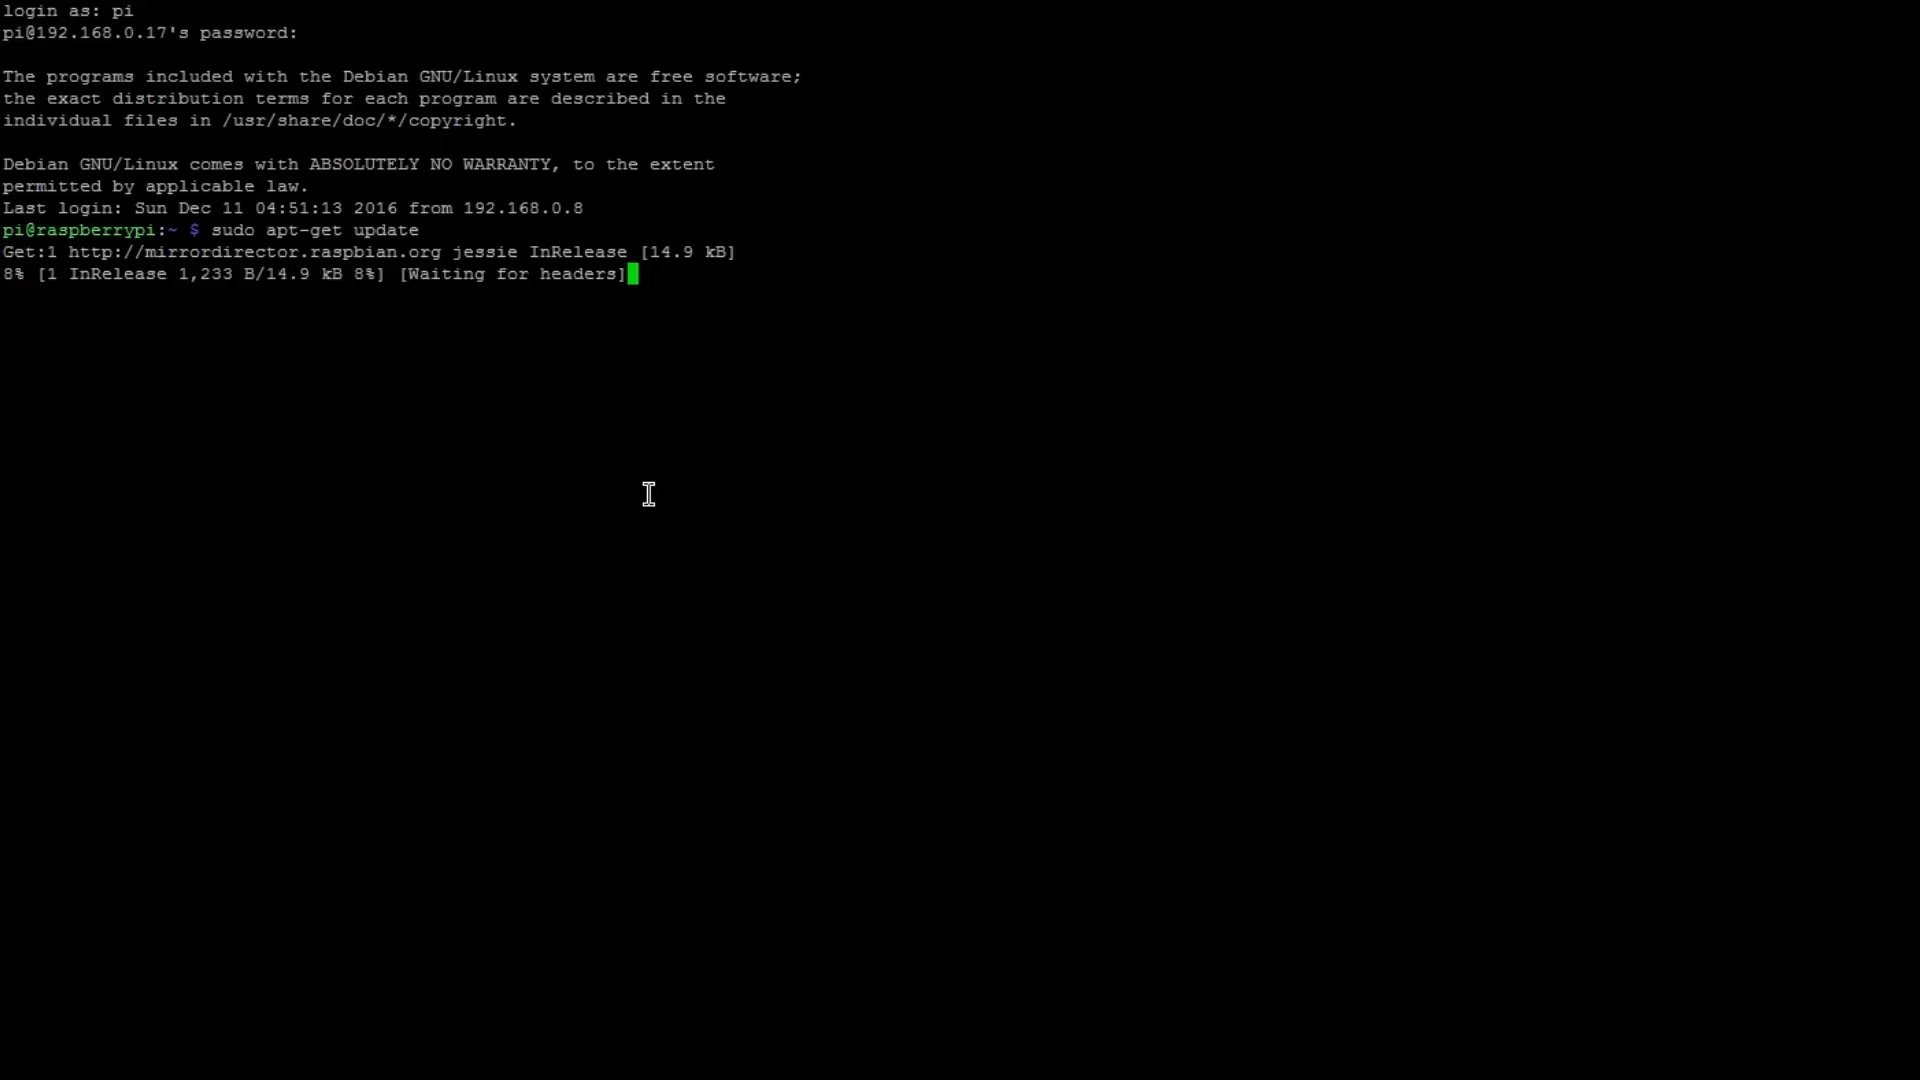 login as: pi
pi@192.168.0.17's password:
The programs included with the Debian GNU/Linux system are free software;
the exact distribution terms for each program are described in the
individual files in /usr/share/doc/*/copyright.
Debian GNU/Linux comes with ABSOLUTELY NO WARRANTY, to the extent
permitted by applicable law.
Last login: Sun Dec 11 04:51:13 2016 from 192.168.0.8
pi@raspberrypi:~ $ sudo apt-get update
Get:1 http://mirrordirector.raspbian.org jessie InRelease [14.9 kB]
8% [1 InRelease 1,233 B/14.9 kB 8%] [Waiting for headers]